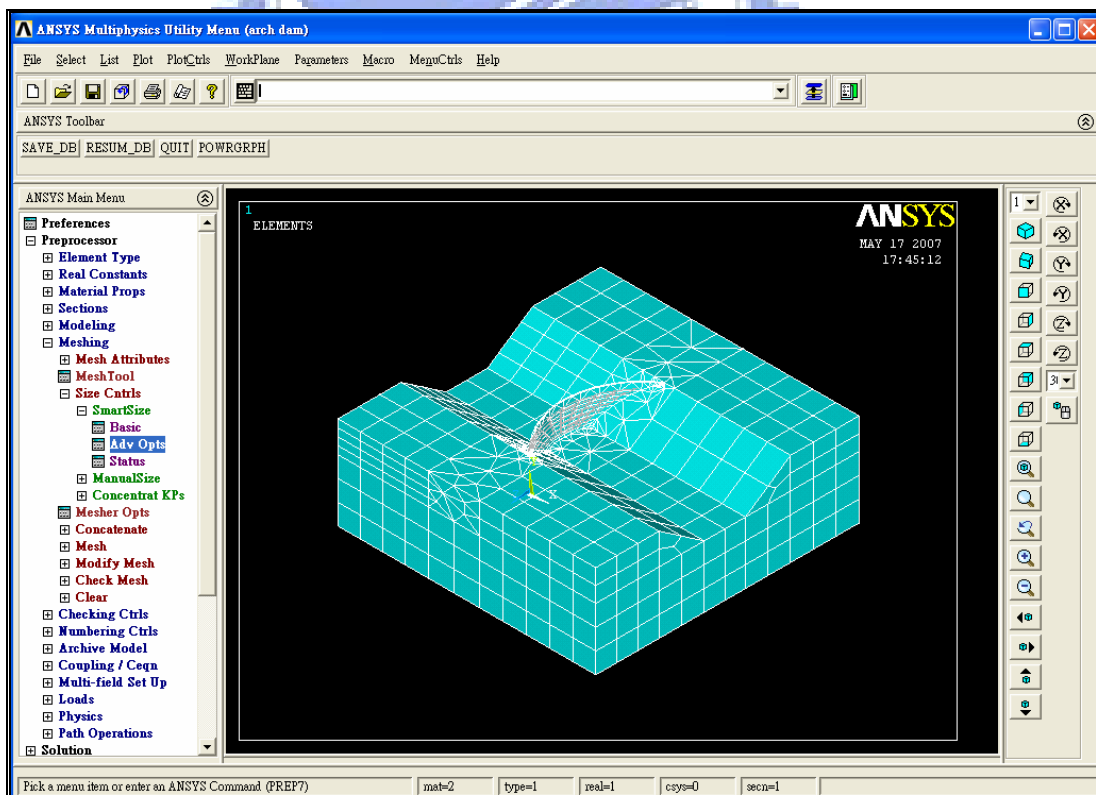 ANSYS Multiphysics Utility Menu (arch dam)
File Select List Plot PlotCtrls WorkPlane Parameters Macro MenuCtrls Help
ANSYS Toolbar
SAVE_DB RESUM_DB QUIT POWRGRPH
ANSYS Main Menu
Preferences
Preprocessor
Element Type
Real Constants
Material Props
Sections
Modeling
Meshing
Mesh Attributes
MeshTool
Size Cntrls
SmartSize
Basic
Adv Opts
Status
ManualSize
Concentrat KPs
Mesher Opts
Concatenate
Mesh
Modify Mesh
Check Mesh
Clear
Checking Ctrls
Numbering Ctrls
Archive Model
Coupling / Ceqn
Multi-field Set Up
Loads
Physics
Path Operations
Solution
1
ELEMENTS
ANSYS
MAY 17 2007
17:45:12
X
1
X
X
Y
Y
Z
Z
Pick a menu item or enter an ANSYS Command (PREP7)
mat=2
type=1
real=1
csys=0
secn=1